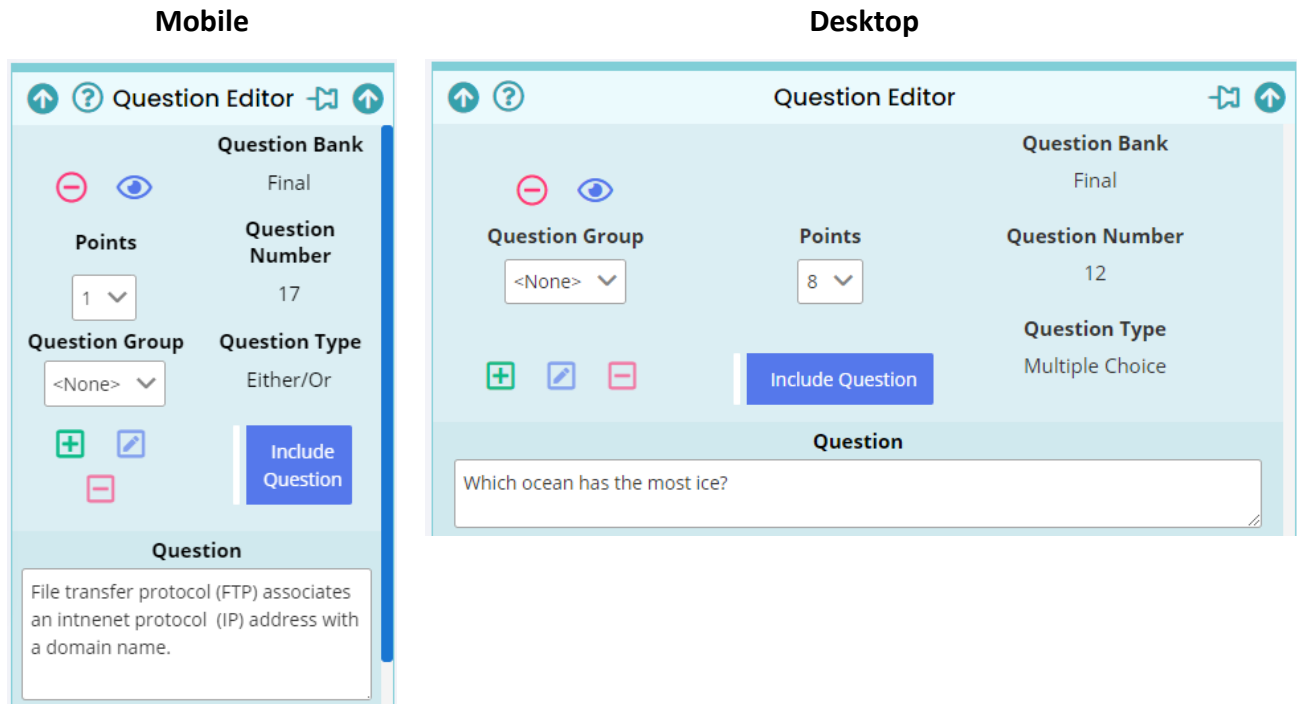 Mobile
Question Editor
Question Bank
Final
Points
Question
Number
1
17
Question Group
Question Type
<None>
Either/Or
Include
Question
Question
File transfer protocol (FTP) associates
an intnenet protocol  (IP) address with
a domain name.
Desktop
Question Editor
Question Bank
Final
Question Group
Points
Question Number
<None>
8
12
Question Type
Include Question
Multiple Choice
Question
Which ocean has the most ice?